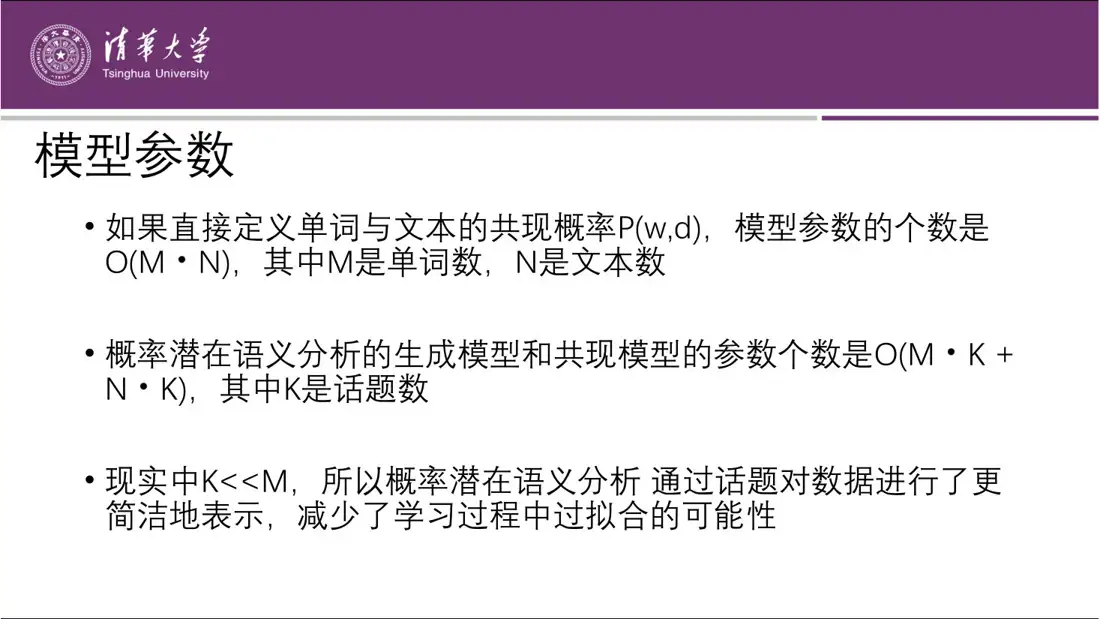 清华大学
Tsinghua University
模型参数
• 如果直接定义单词与文本的共现概率P(w,d)，模型参数的个数是
O(M·N)，其中M是单词数，N是文本数
• 概率潜在语义分析的生成模型和共现模型的参数个数是O(M·K +
N·K)，其中K是话题数
• 现实中K<<M，所以概率潜在语义分析 通过话题对数据进行了更
简洁地表示，减少了学习过程中过拟合的可能性